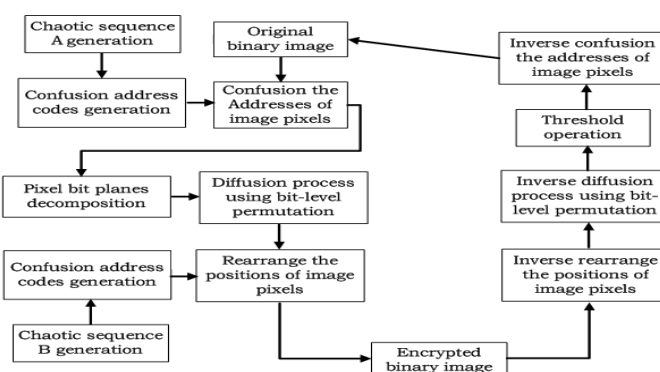 Chaotic sequence
A generation
Original
binary image
Inverse confusion
the addresses of
image pixels
Confusion address
codes generation
Confusion the
Addresses of
image pixels
Threshold
operation
Pixel bit planes
decomposition
Diffusion process
using bit-level
permutation
Inverse diffusion
process using bit-
level permutation
Confusion address
codes generation
Rearrange the
positions of image
pixels
Inverse rearrange
the positions of
image pixels
Chaotic sequence
B generation
Encrypted
binary image